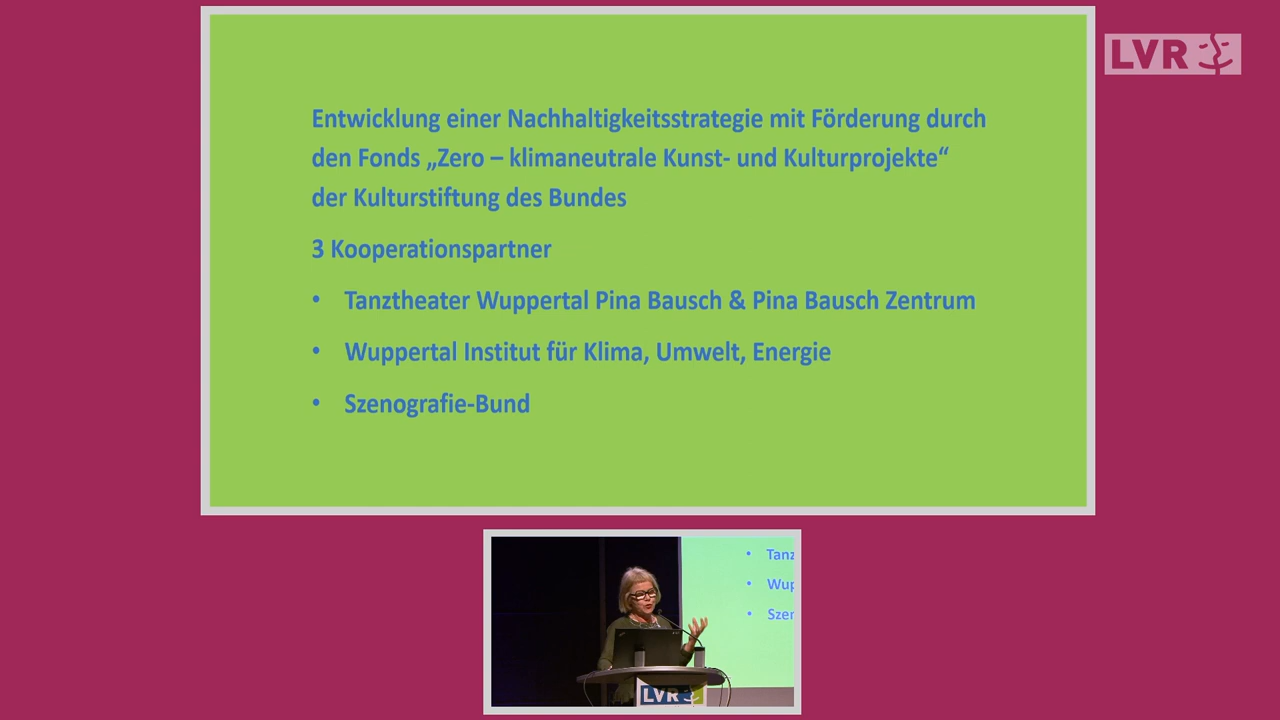 LVR
Entwicklung einer Nachhaltigkeitsstrategie mit Förderung durch
den Fonds „Zero – klimaneutrale Kunst- und Kulturprojekte“
der Kulturstiftung des Bundes
3 Kooperationspartner
• Tanztheater Wuppertal Pina Bausch & Pina Bausch Zentrum
• Wuppertal Institut für Klima, Umwelt, Energie
• Szenografie-Bund
• Tanz
• Wup
• Szen
LVR